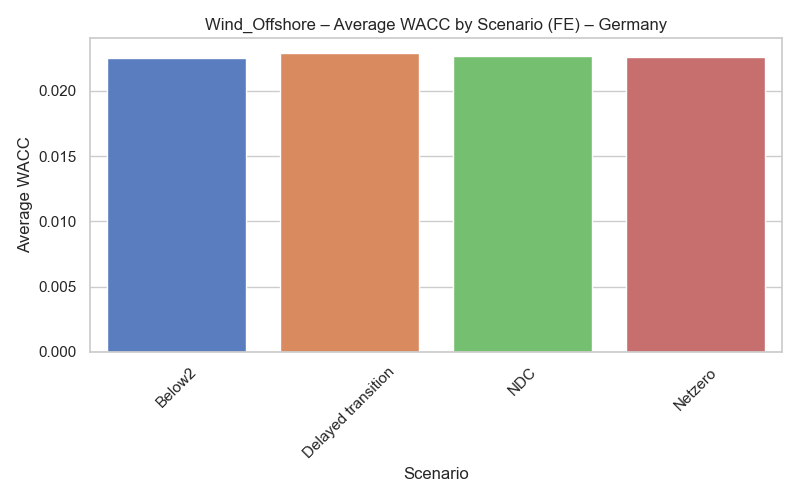 Wind_Offshore – Average WACC by Scenario (FE) – Germany
Average WACC
0.020
0.015
0.010
0.005
0.000
Below2
Delayed transition
NDC
Netzero
Scenario